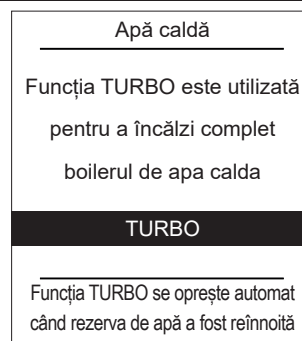 Apă caldă
Funcția TURBO este utilizată
pentru a încălzi complet
boilerul de apa calda
TURBO
Funcția TURBO se oprește automat
când rezerva de apă a fost reînnoită